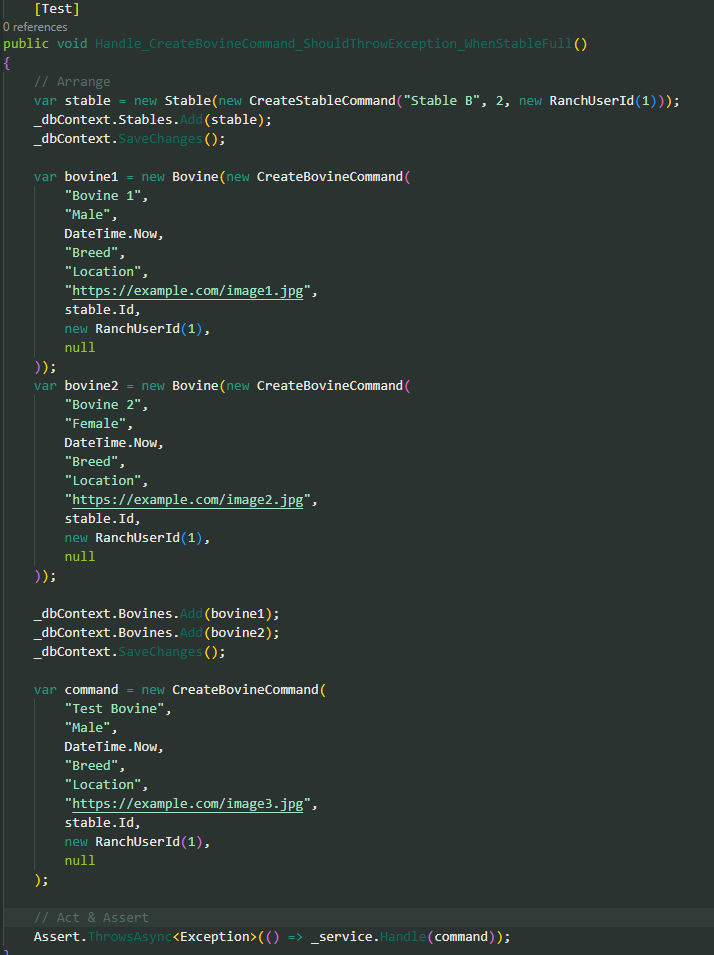 [Test]
0 references
public void Handle_CreateBovineCommand_ShouldThrowException_WhenStableFull()
{
// Arrange
var stable = new Stable(new CreateStableCommand("Stable B", 2, new RanchUserId(1)));
_dbContext.Stables.Add(stable);
_dbContext.SaveChanges();
var bovine1 = new Bovine(new CreateBovineCommand(
"Bovine 1",
"Male",
DateTime.Now,
"Breed",
"Location",
"https://example.com/image1.jpg",
stable.Id,
new RanchUserId(1),
null
));
var bovine2 = new Bovine(new CreateBovineCommand(
"Bovine 2",
"Female",
DateTime.Now,
"Breed",
"Location",
"https://example.com/image2.jpg",
stable.Id,
new RanchUserId(1),
null
));
_dbContext.Bovines.Add(bovine1);
_dbContext.Bovines.Add(bovine2);
_dbContext.SaveChanges();
var command = new CreateBovineCommand(
"Test Bovine",
"Male",
DateTime.Now,
"Breed",
"Location",
"https://example.com/image3.jpg",
stable.Id,
new RanchUserId(1),
null
);
// Act & Assert
Assert.ThrowsAsync<Exception>(() => _service.Handle(command));
}